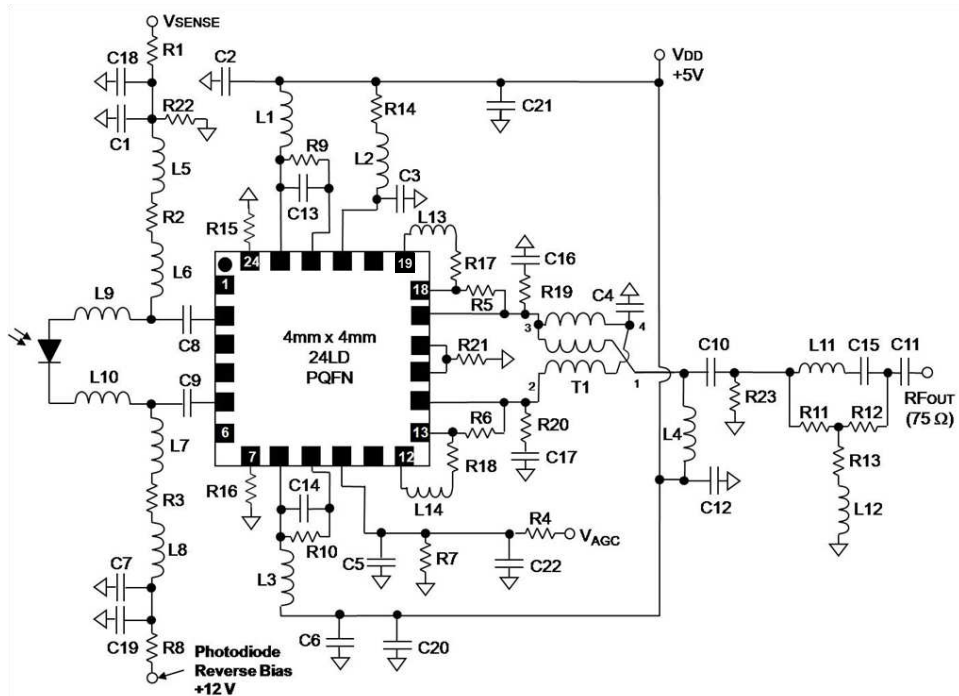 VSENSE
R1
C18
R22
C1
L5
R2
L6
L9
C8
L10
C9
L7
R3
L8
C7
C19
R8
Photodiode
Reverse Bias
+12 V
C2
L1
R9
C13
R14
L2
C3
C21
VDD
+5V
R15
24
19
1
18
6
13
7
12
4mm x 4mm
24LD
PQFN
L13
R17
R5
C16
R19
C4
3
4
2
1
T1
R21
R6
R20
C17
R18
L14
R16
C14
R10
L3
C5
R7
C22
R4
VAGC
C6
C20
C10
R23
L4
C12
L11
C15
C11
RFOUT
(75 Ω)
R11
R12
R13
L12